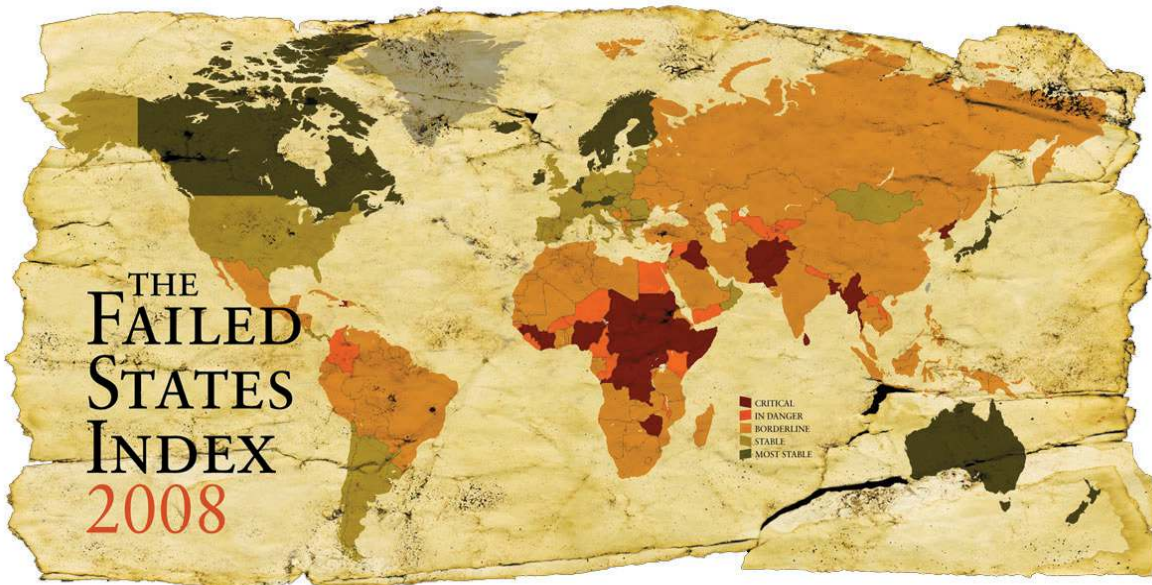 THE
FAILED
STATES
INDEX
2008
CRITICAL
IN DANGER
BORDERLINE
STABLE
MOST STABLE